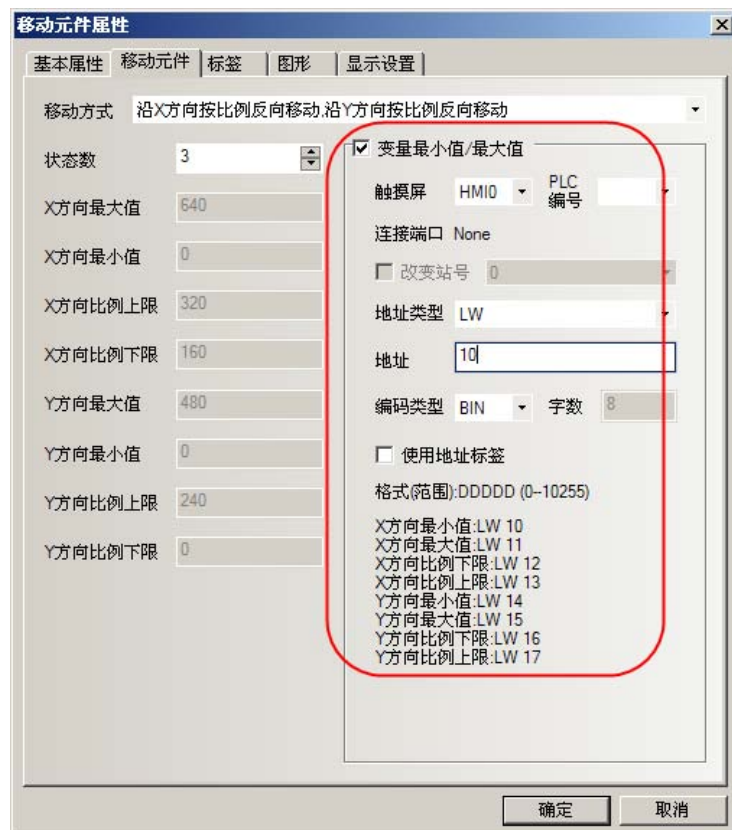 移动元件属性
基本属性 移动元件 标签 图形 显示设置
移动方式 沿X方向按比例反向移动,沿Y方向按比例反向移动
状态数 3
X方向最大值 640
X方向最小值 0
X方向比例上限 320
X方向比例下限 160
Y方向最大值 480
Y方向最小值 0
Y方向比例上限 240
Y方向比例下限 0
变量最小值/最大值
触摸屏 HMI0 PLC编号
连接端口 None
改变站号 0
地址类型 LW
地址 10
编码类型 BIN 字数 8
使用地址标签
格式(范围):DDDDD (0--10255)
X方向最小值:LW 10
X方向最大值:LW 11
X方向比例下限:LW 12
X方向比例上限:LW 13
Y方向最小值:LW 14
Y方向最大值:LW 15
Y方向比例下限:LW 16
Y方向比例上限:LW 17
确定 取消